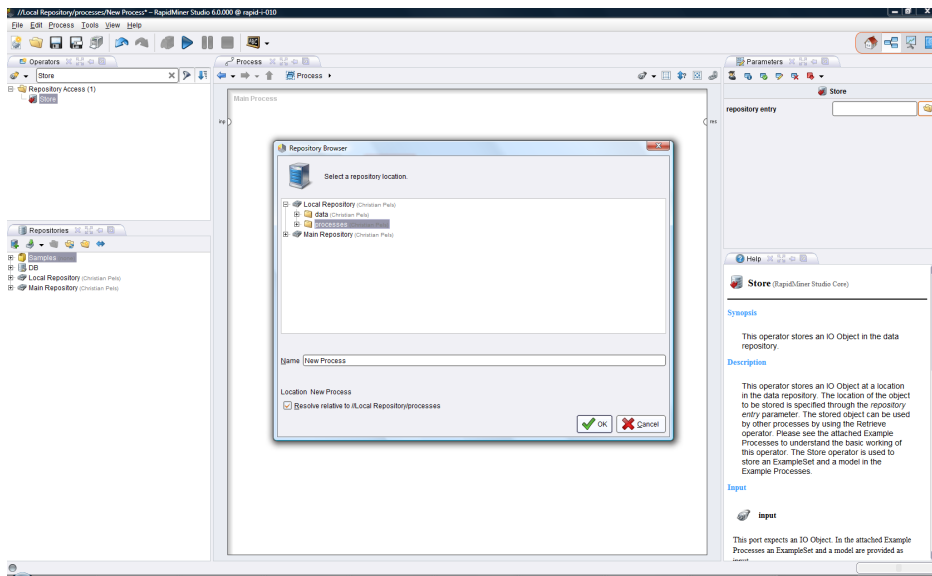 //Local Repository/processes/New Process* – RapidMiner Studio 6.0.000 @ rapid-i-010
File Edit Process Tools View Help
Operators
Store
Repository Access (1)
Store
Repositories
Samples
DB
Local Repository (Christian Pels)
Main Repository (Christian Pels)
Process
Process
Main Process
inp
res
Repository Browser
Select a repository location.
Local Repository (Christian Pels)
data (Christian Pels)
processes
Main Repository (Christian Pels)
Name New Process
Location New Process
Resolve relative to //Local Repository/processes
OK Cancel
Parameters
Store
repository entry
Help
Store (RapidMiner Studio Core)
Synopsis
This operator stores an IO Object in the data
repository.
Description
This operator stores an IO Object at a location
in the data repository. The location of the object
to be stored is specified through the repository
entry parameter. The stored object can be used
by other processes by using the Retrieve
operator. Please see the attached Example
Processes to understand the basic working of
this operator. The Store operator is used to
store an ExampleSet and a model in the
Example Processes.
Input
input
This port expects an IO Object. In the attached Example
Processes an ExampleSet and a model are provided as